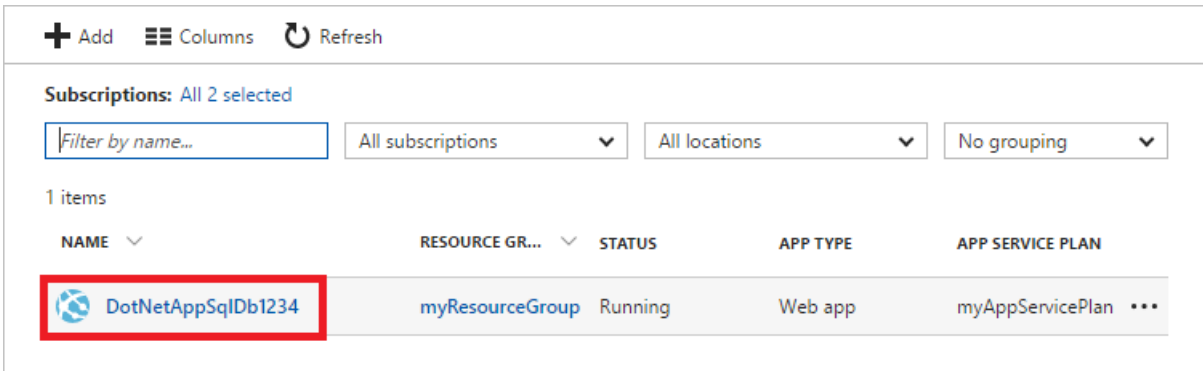 Add Columns Refresh
Subscriptions: All 2 selected
Filter by name... All subscriptions All locations No grouping
1 items
NAME RESOURCE GR... STATUS APP TYPE APP SERVICE PLAN
DotNetAppSqlDb1234 myResourceGroup Running Web app myAppServicePlan ...